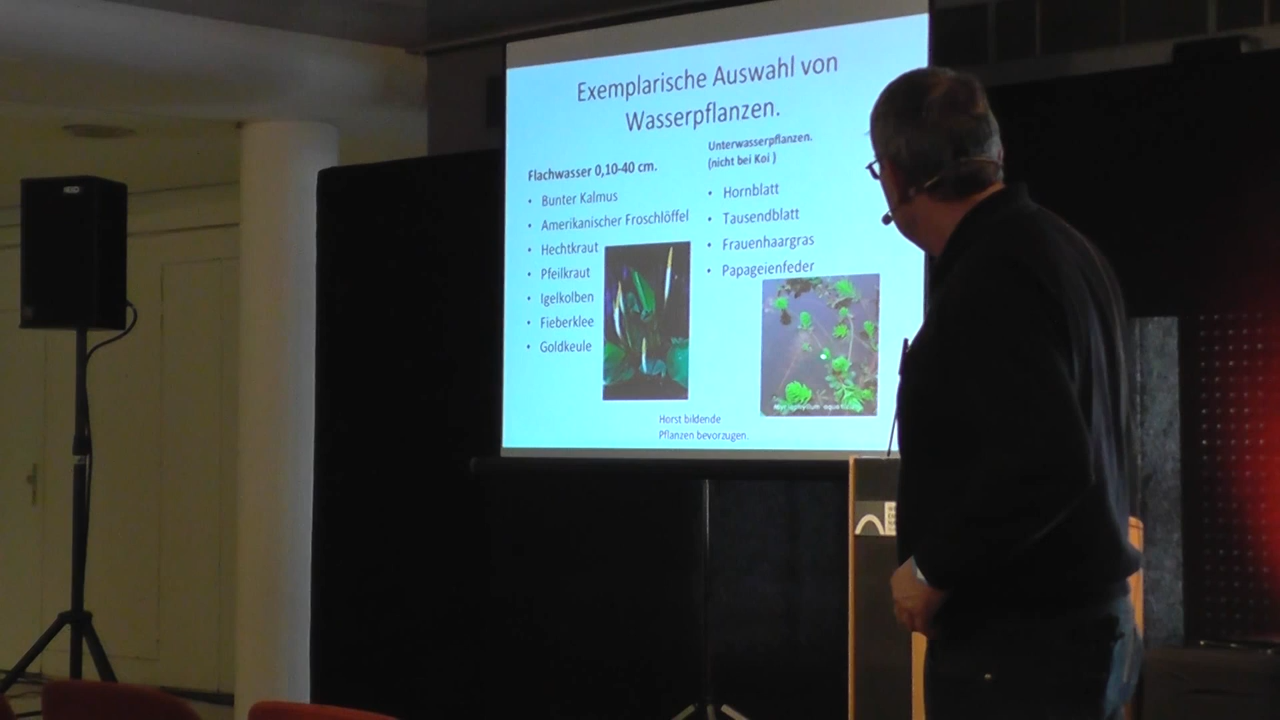 Exemplarische Auswahl von
Wasserpflanzen.
Flachwasser 0,10-40 cm.
• Bunter Kalmus
• Amerikanischer Froschlöffel
• Hechtkraut
• Pfeilkraut
• Igelkolben
• Fieberklee
• Goldkeule
Unterwasserpflanzen.
(nicht bei Koi )
• Hornblatt
• Tausendblatt
• Frauenhaargras
• Papageienfeder
Horst bildende
Pflanzen bevorzugen.